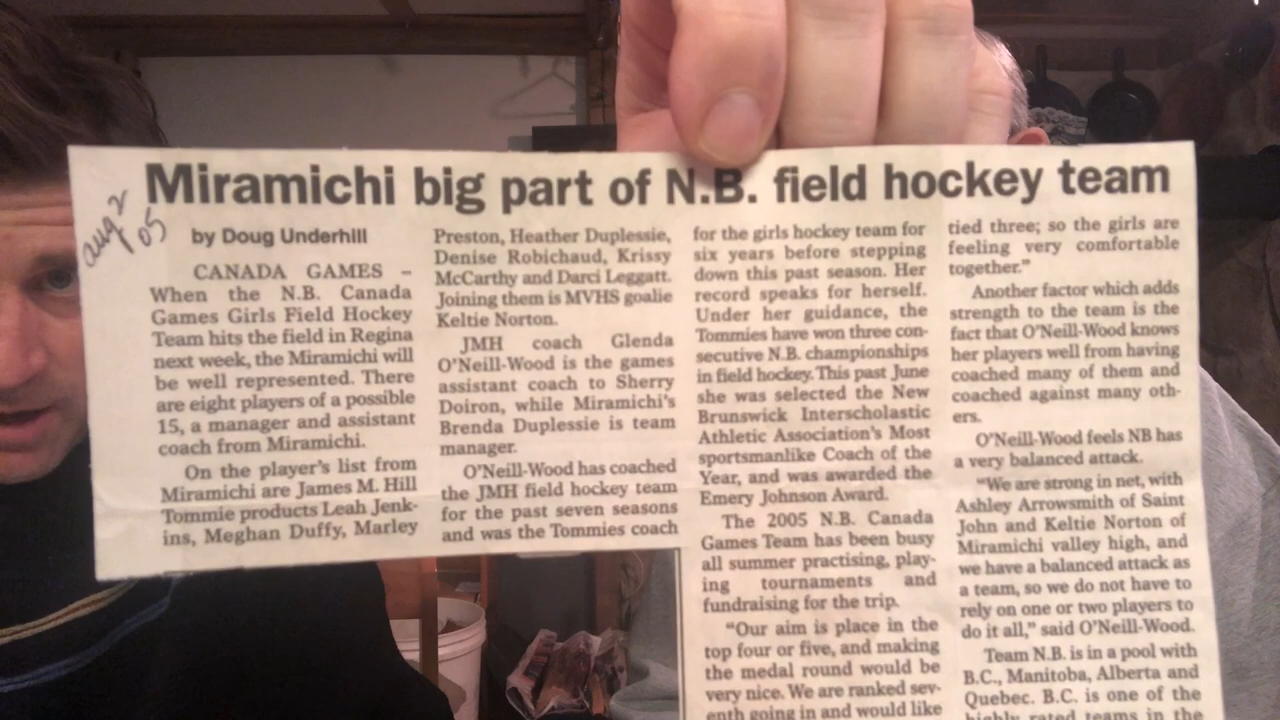 Miramichi big part of N.B. field hockey team
aug 2
05
by Doug Underhill
CANADA GAMES –
When the N.B. Canada
Games Girls Field Hockey
Team hits the field in Regina
next week, the Miramichi will
be well represented. There
are eight players of a possible
15, a manager and assistant
coach from Miramichi.
On the player's list from
Miramichi are James M. Hill
Tommie products Leah Jenk-
ins, Meghan Duffy, Marley
Preston, Heather Duplessie,
Denise Robichaud, Krissy
McCarthy and Darci Leggatt.
Joining them is MVHS goalie
Keltie Norton.
JMH coach Glenda
O'Neill-Wood is the games
assistant coach to Sherry
Doiron, while Miramichi's
Brenda Duplessie is team
manager.
O'Neill-Wood has coached
the JMH field hockey team
for the past seven seasons
and was the Tommies coach
for the girls hockey team for
six years before stepping
down this past season. Her
record speaks for herself.
Under her guidance, the
Tommies have won three con-
secutive N.B. championships
in field hockey. This past June
she was selected the New
Brunswick Interscholastic
Athletic Association's Most
sportsmanlike Coach of the
Year, and was awarded the
Emery Johnson Award.
The 2005 N.B. Canada
Games Team has been busy
all summer practising, play-
ing tournaments and
fundraising for the trip.
"Our aim is place in the
top four or five, and making
the medal round would be
very nice. We are ranked sev-
enth going in and would like
tied three; so the girls are
feeling very comfortable
together."
Another factor which adds
strength to the team is the
fact that O'Neill-Wood knows
her players well from having
coached many of them and
coached against many oth-
ers.
O'Neill-Wood feels NB has
a very balanced attack.
"We are strong in net, with
Ashley Arrowsmith of Saint
John and Keltie Norton of
Miramichi valley high, and
we have a balanced attack as
a team, so we do not have to
rely on one or two players to
do it all," said O'Neill-Wood.
Team N.B. is in a pool with
B.C., Manitoba, Alberta and
Quebec. B.C. is one of the
highly rated teams in the